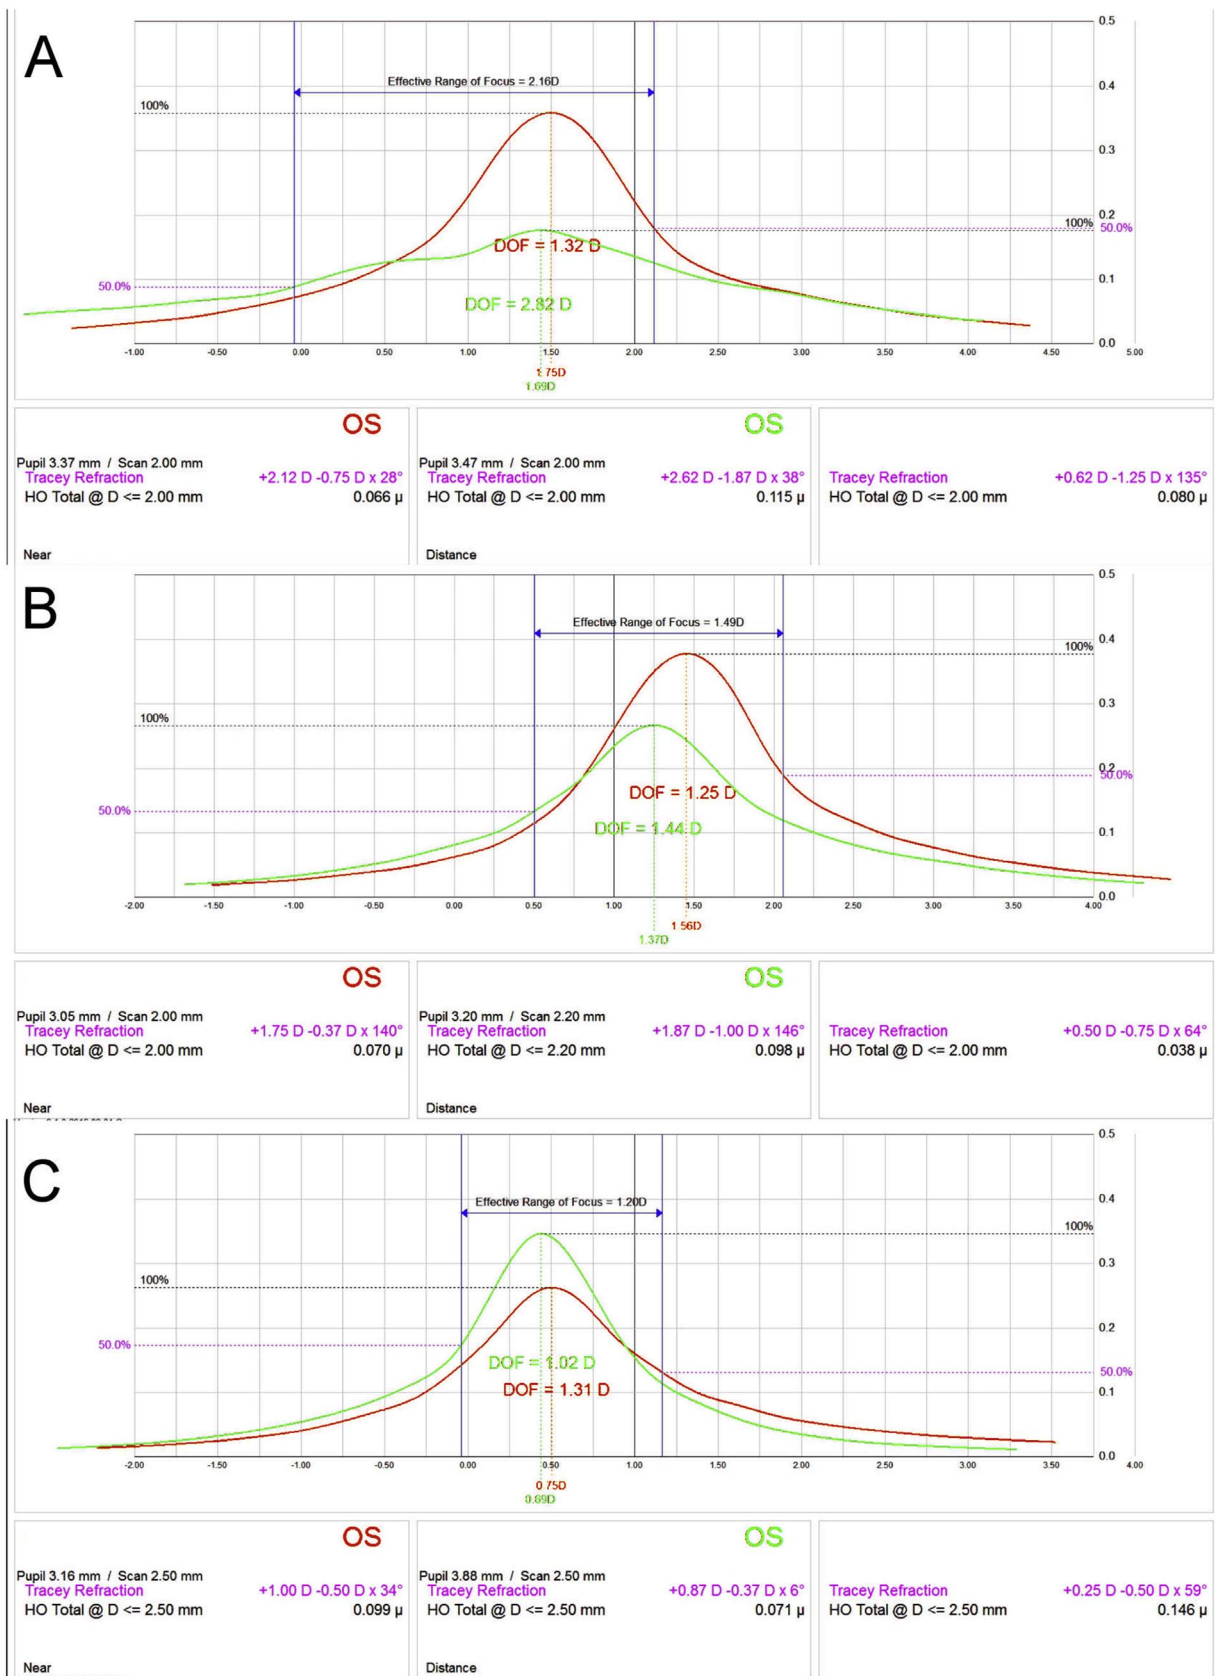 A
0.5
Effective Range of Focus = 2.16D
0.4
100%
0.3
0.2
100%
50.0%
DOF = 1.32 D
0.1
50.0%
DOF = 2.82 D
0.0
-1.00 -0.50 0.00 0.50 1.00 1.50 2.00 2.50 3.00 3.50 4.00 4.50 5.00
1.75D
1.69D
OS
Pupil 3.37 mm / Scan 2.00 mm
Tracey Refraction +2.12 D -0.75 D x 28°
HO Total @ D <= 2.00 mm 0.066 µ
Near
OS
Pupil 3.47 mm / Scan 2.00 mm
Tracey Refraction +2.62 D -1.87 D x 38°
HO Total @ D <= 2.00 mm 0.115 µ
Distance
Tracey Refraction +0.62 D -1.25 D x 135°
HO Total @ D <= 2.00 mm 0.080 µ
B
0.5
Effective Range of Focus = 1.49D
0.4
100%
0.3
100%
0.2
50.0%
DOF = 1.25 D
50.0%
DOF = 1.44 D
0.1
0.0
-2.00 -1.50 -1.00 -0.50 0.00 0.50 1.00 1.50 2.00 2.50 3.00 3.50 4.00
1.56D
1.37D
OS
Pupil 3.05 mm / Scan 2.00 mm
Tracey Refraction +1.75 D -0.37 D x 140°
HO Total @ D <= 2.00 mm 0.070 µ
Near
OS
Pupil 3.20 mm / Scan 2.20 mm
Tracey Refraction +1.87 D -1.00 D x 146°
HO Total @ D <= 2.20 mm 0.098 µ
Distance
Tracey Refraction +0.50 D -0.75 D x 64°
HO Total @ D <= 2.00 mm 0.038 µ
C
0.5
Effective Range of Focus = 1.20D
0.4
100%
0.3
100%
0.2
50.0%
DOF = 1.02 D
50.0%
DOF = 1.31 D
0.1
0.0
-2.00 -1.50 -1.00 -0.50 0.00 0.50 1.00 1.50 2.00 2.50 3.00 3.50 4.00
0.75D
0.69D
OS
Pupil 3.16 mm / Scan 2.50 mm
Tracey Refraction +1.00 D -0.50 D x 34°
HO Total @ D <= 2.50 mm 0.099 µ
Near
OS
Pupil 3.88 mm / Scan 2.50 mm
Tracey Refraction +0.87 D -0.37 D x 6°
HO Total @ D <= 2.50 mm 0.071 µ
Distance
Tracey Refraction +0.25 D -0.50 D x 59°
HO Total @ D <= 2.50 mm 0.146 µ